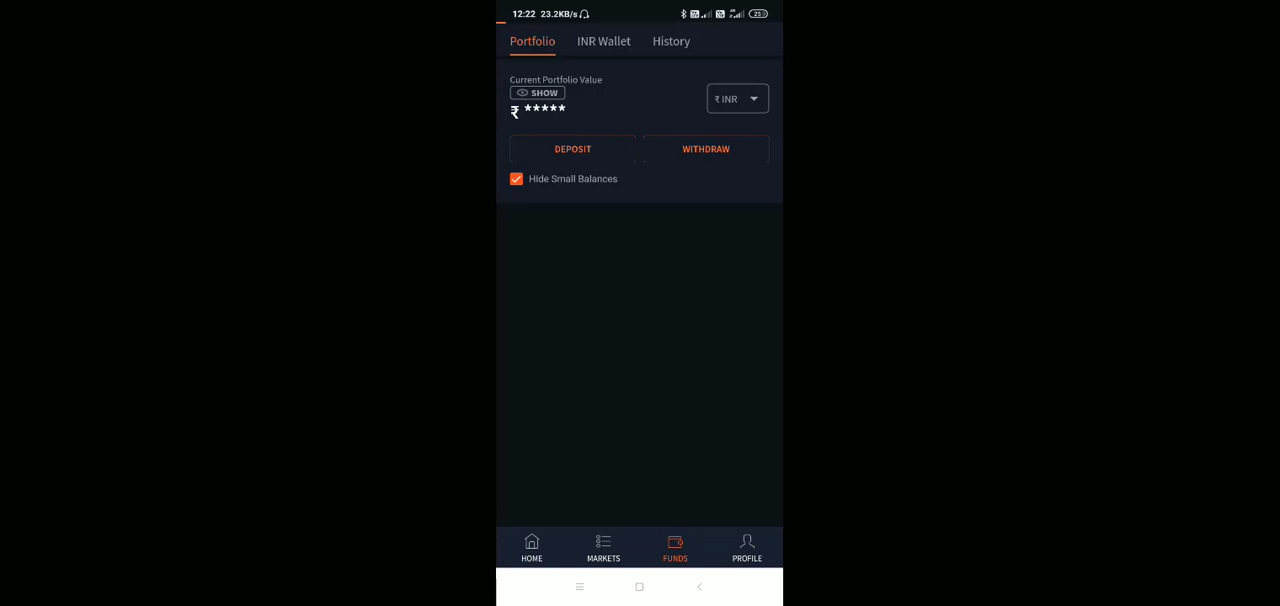 12:22 23.2KB/s
25
Portfolio INR Wallet History
Current Portfolio Value
SHOW
₹ *****
₹ INR
DEPOSIT WITHDRAW
Hide Small Balances
HOME MARKETS FUNDS PROFILE